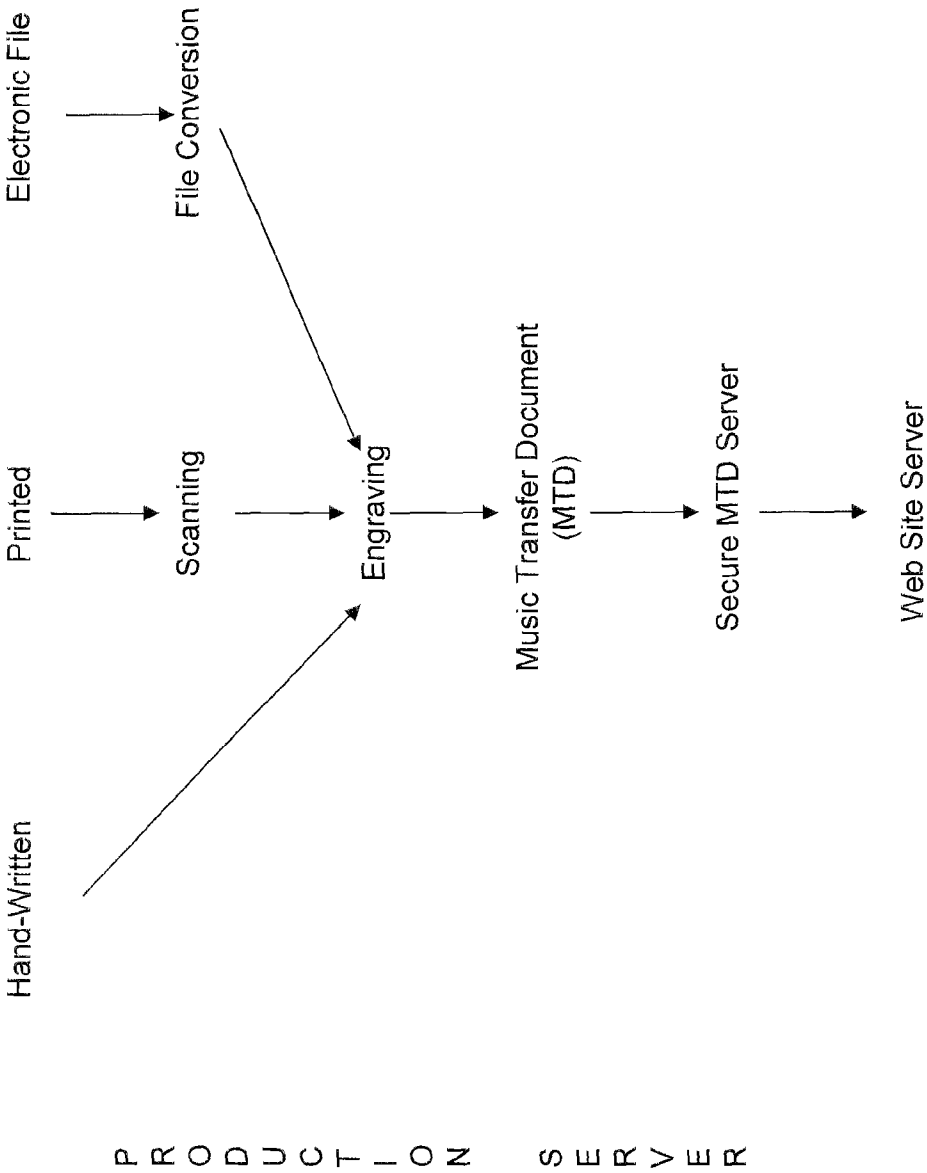 Hand-Written
Printed
Electronic File
Scanning
File Conversion
Engraving
Music Transfer Document
(MTD)
Secure MTD Server
Web Site Server
PRODUCTION SERVER